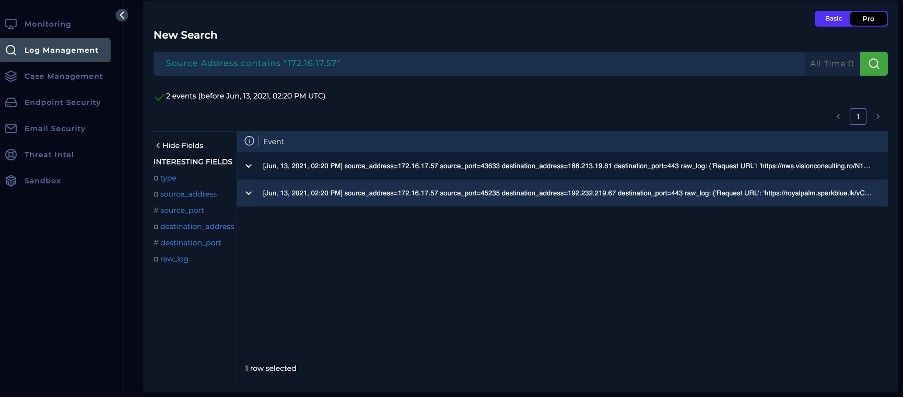 Monitoring
Log Management
Case Management
Endpoint Security
Email Security
Threat Intel
Sandbox
Basic
Pro
New Search
Source Address contains "172.16.17.57"
All Time
2 events (before Jun, 13, 2021, 02:20 PM UTC)
1
Hide Fields
INTERESTING FIELDS
a type
a source_address
# source_port
a destination_address
# destination_port
a raw_log
Event
[Jun, 13, 2021, 02:20 PM] source_address=172.16.17.57 source_port=43633 destination_address=188.213.19.81 destination_port=443 raw_log: {'Request URL': 'https://nws.visionconsulting.ro/N1...
[Jun, 13, 2021, 02:20 PM] source_address=172.16.17.57 source_port=45235 destination_address=192.232.219.67 destination_port=443 raw_log: {'Request URL': 'https://royalpalm.sparkblue.lk/vC...
1 row selected